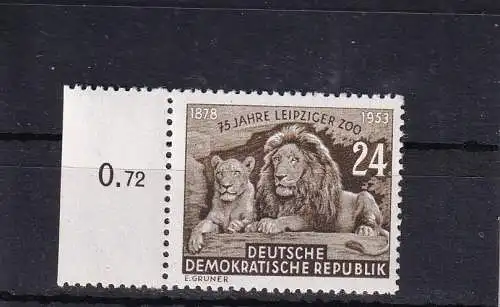 1878
75 JAHRE LEIPZIGER ZOO
1953
24
0.72
DEUTSCHE
DEMOKRATISCHE REPUBLIK
E.GRUNER